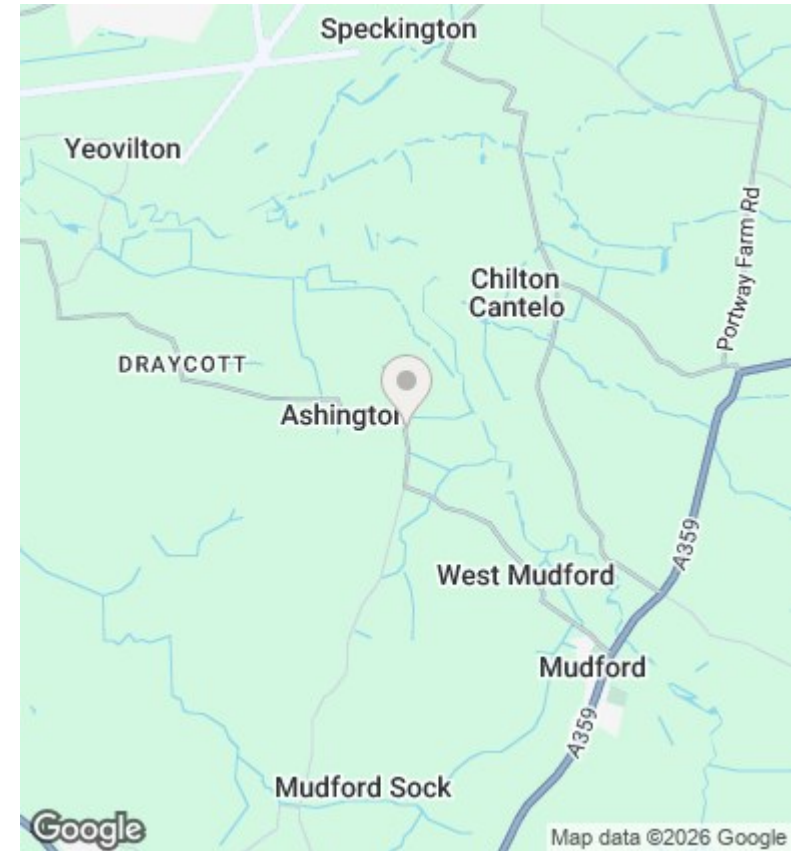 Speckington
Yeovilton
Portway Farm Rd
Chilton
Cantelo
DRAYCOTT
Ashington
A359
West Mudford
Mudford
A359
Mudford Sock
Google
Map data ©2026 Google